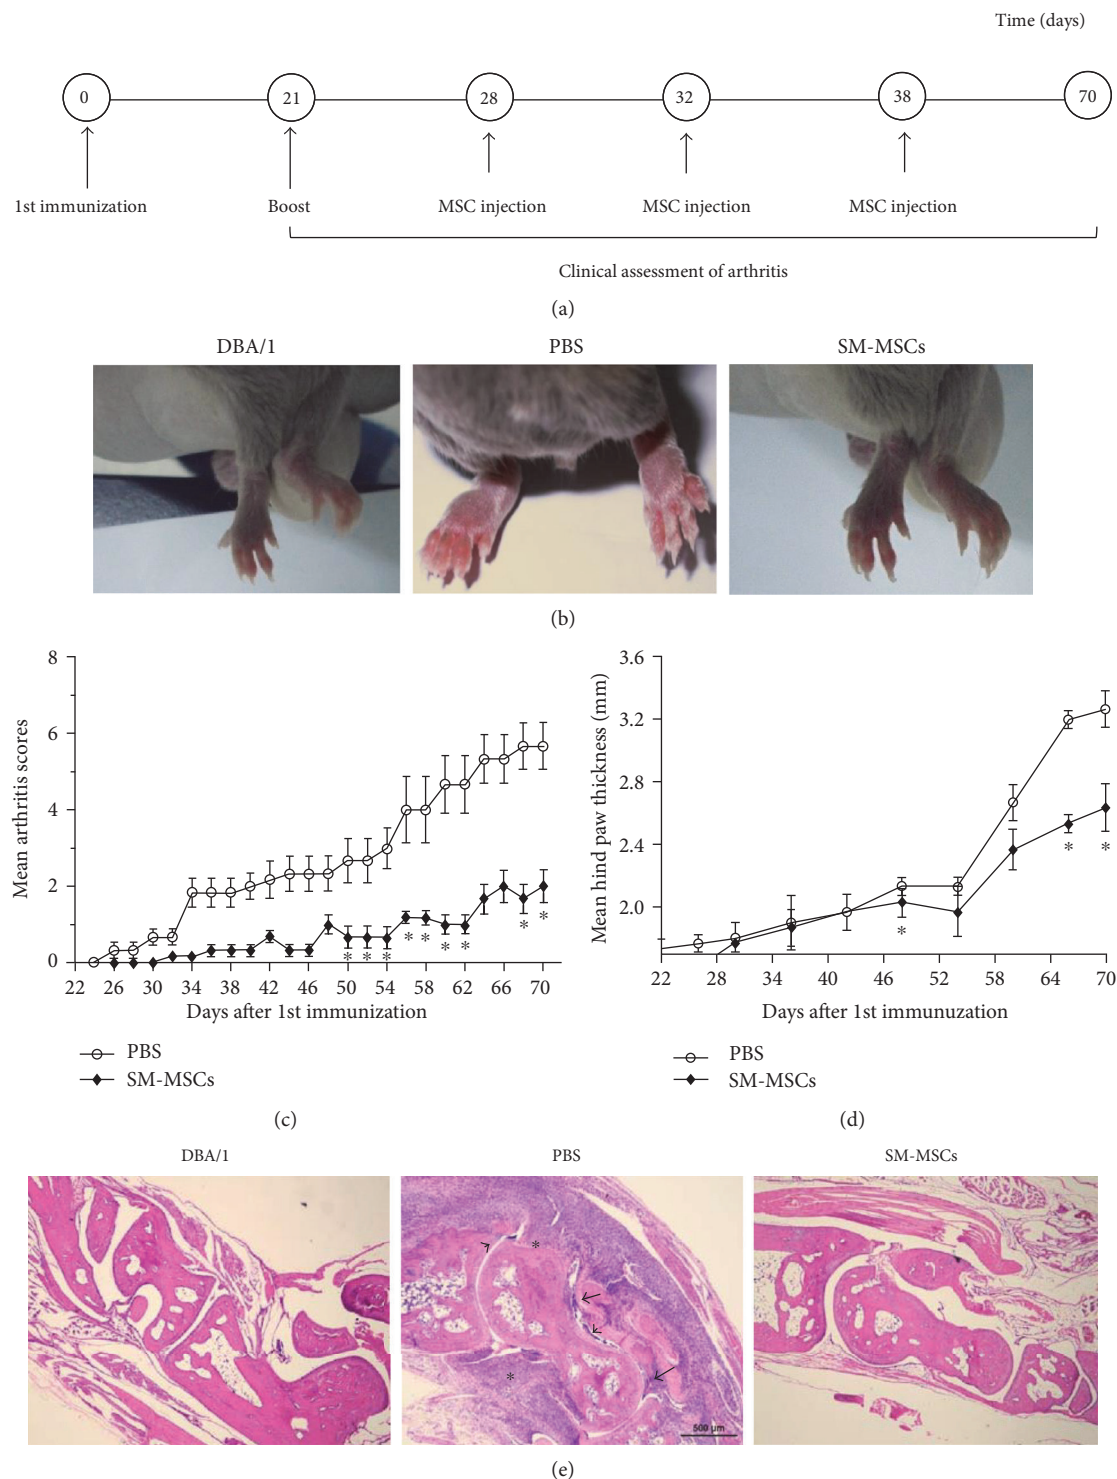 Time (days)
0 21 28 32 38 70
1st immunization Boost MSC injection MSC injection MSC injection
Clinical assessment of arthritis
(a)
DBA/1 PBS SM-MSCs
(b)
Mean arthritis scores
8
6
4
2
0
22 26 30 34 38 42 46 50 54 58 62 66 70
* * * * * * * * *
Days after 1st immunization
PBS
SM-MSCs
(c)
Mean hind paw thickness (mm)
3.6
3.2
2.8
2.4
2.0
22 28 34 40 46 52 58 64 70
* * *
Days after 1st immunuzation
PBS
SM-MSCs
(d)
DBA/1 PBS SM-MSCs
*
*
500 μm
(e)